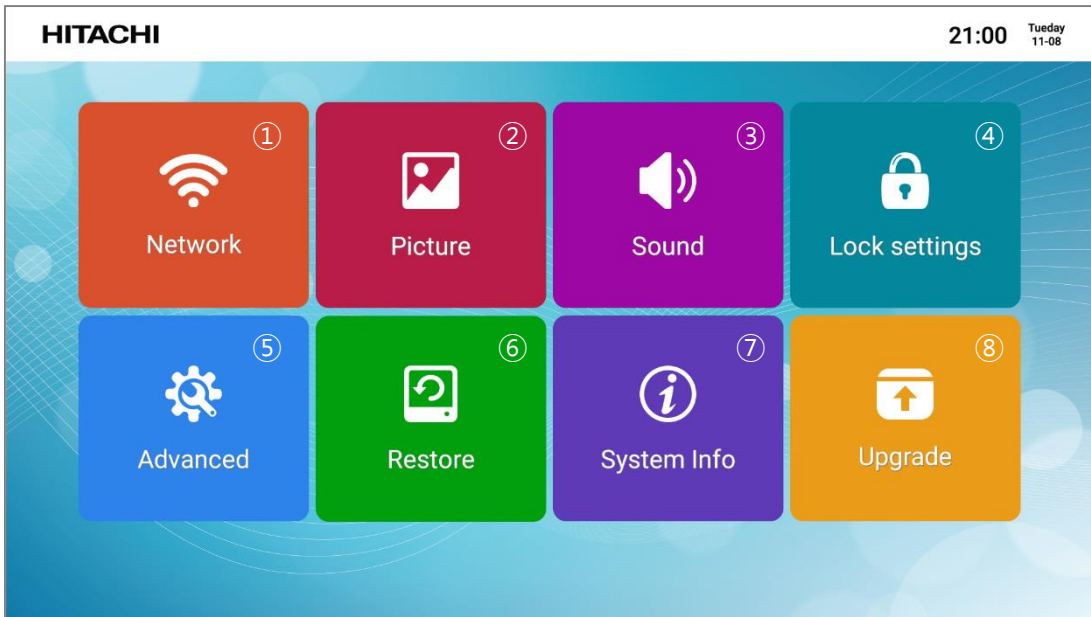 HITACHI
21:00
Tueday
11-08
①
Network
②
Picture
③
Sound
④
Lock settings
⑤
Advanced
⑥
Restore
⑦
System Info
⑧
Upgrade